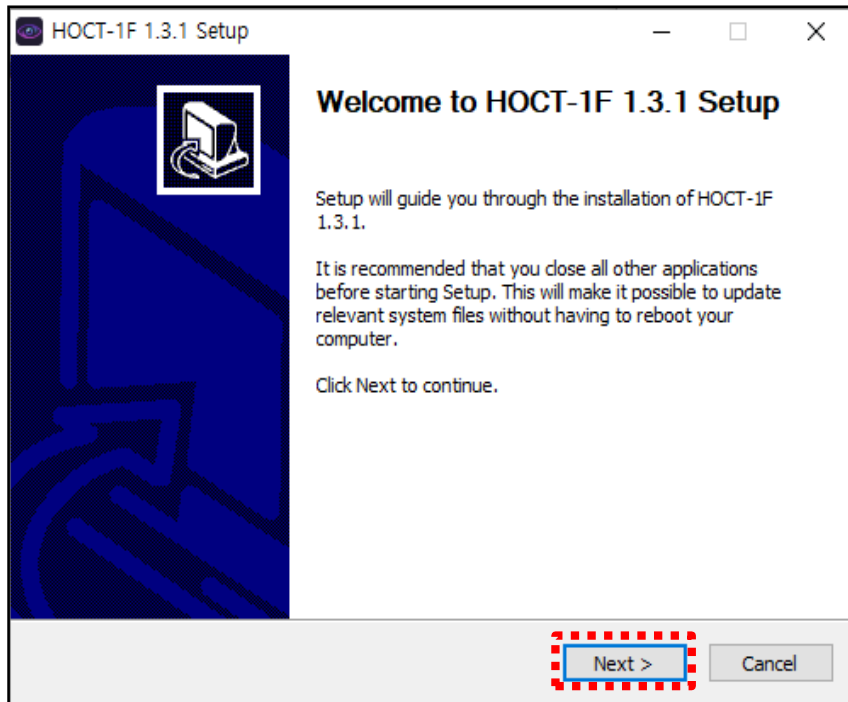 HOCT-1F 1.3.1 Setup
Welcome to HOCT-1F 1.3.1 Setup
Setup will guide you through the installation of HOCT-1F
1.3.1.
It is recommended that you close all other applications
before starting Setup. This will make it possible to update
relevant system files without having to reboot your
computer.
Click Next to continue.
Next >
Cancel